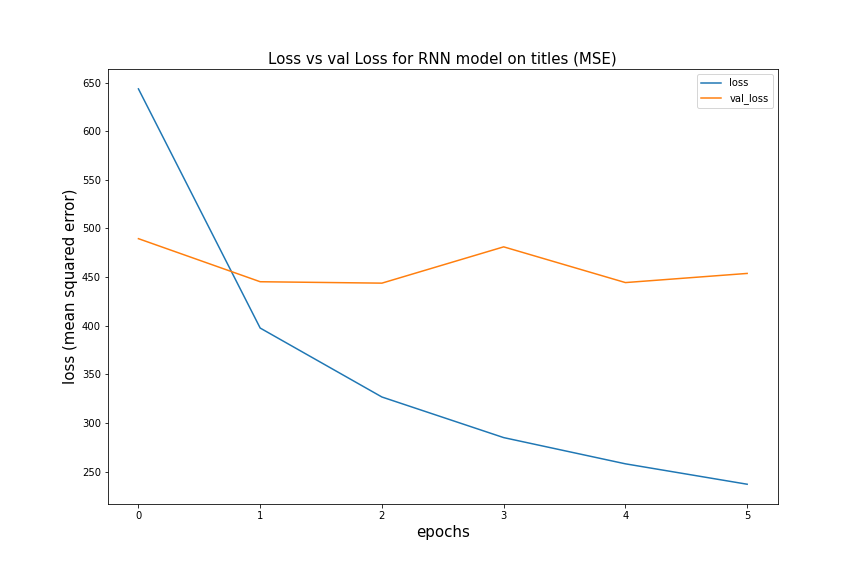 Loss vs val Loss for RNN model on titles (MSE)
loss
val_loss
650
600
550
500
450
400
350
300
250
loss (mean squared error)
0 1 2 3 4 5
epochs